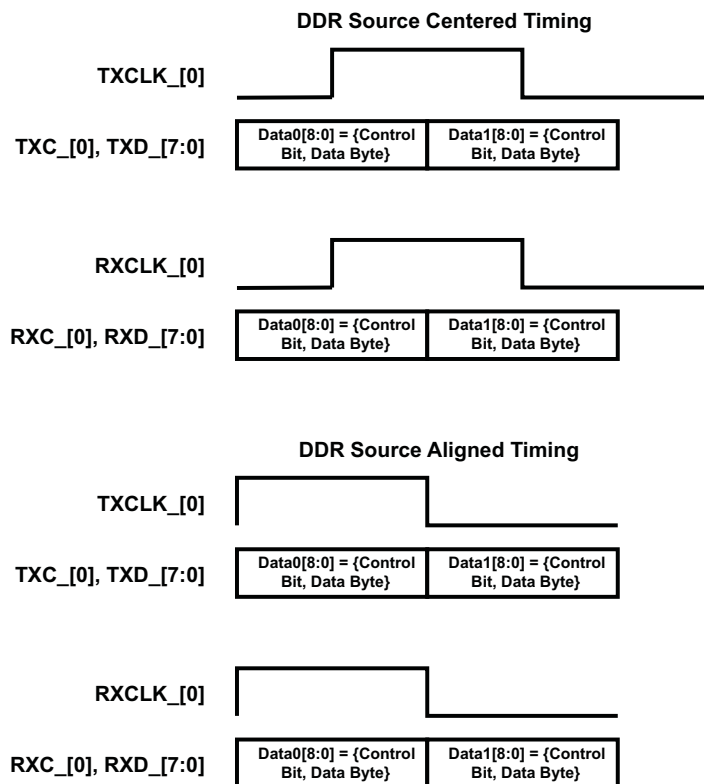 DDR Source Centered Timing
TXCLK_[0]
TXC_[0], TXD_[7:0]
Data0[8:0] = {Control
Bit, Data Byte}
Data1[8:0] = {Control
Bit, Data Byte}
RXCLK_[0]
RXC_[0], RXD_[7:0]
Data0[8:0] = {Control
Bit, Data Byte}
Data1[8:0] = {Control
Bit, Data Byte}
DDR Source Aligned Timing
TXCLK_[0]
TXC_[0], TXD_[7:0]
Data0[8:0] = {Control
Bit, Data Byte}
Data1[8:0] = {Control
Bit, Data Byte}
RXCLK_[0]
RXC_[0], RXD_[7:0]
Data0[8:0] = {Control
Bit, Data Byte}
Data1[8:0] = {Control
Bit, Data Byte}